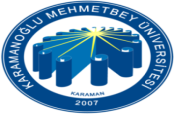 KARAMANOĞLU MEHMETBEY ÜNİVERSİTESİ
KARAMAN
2007